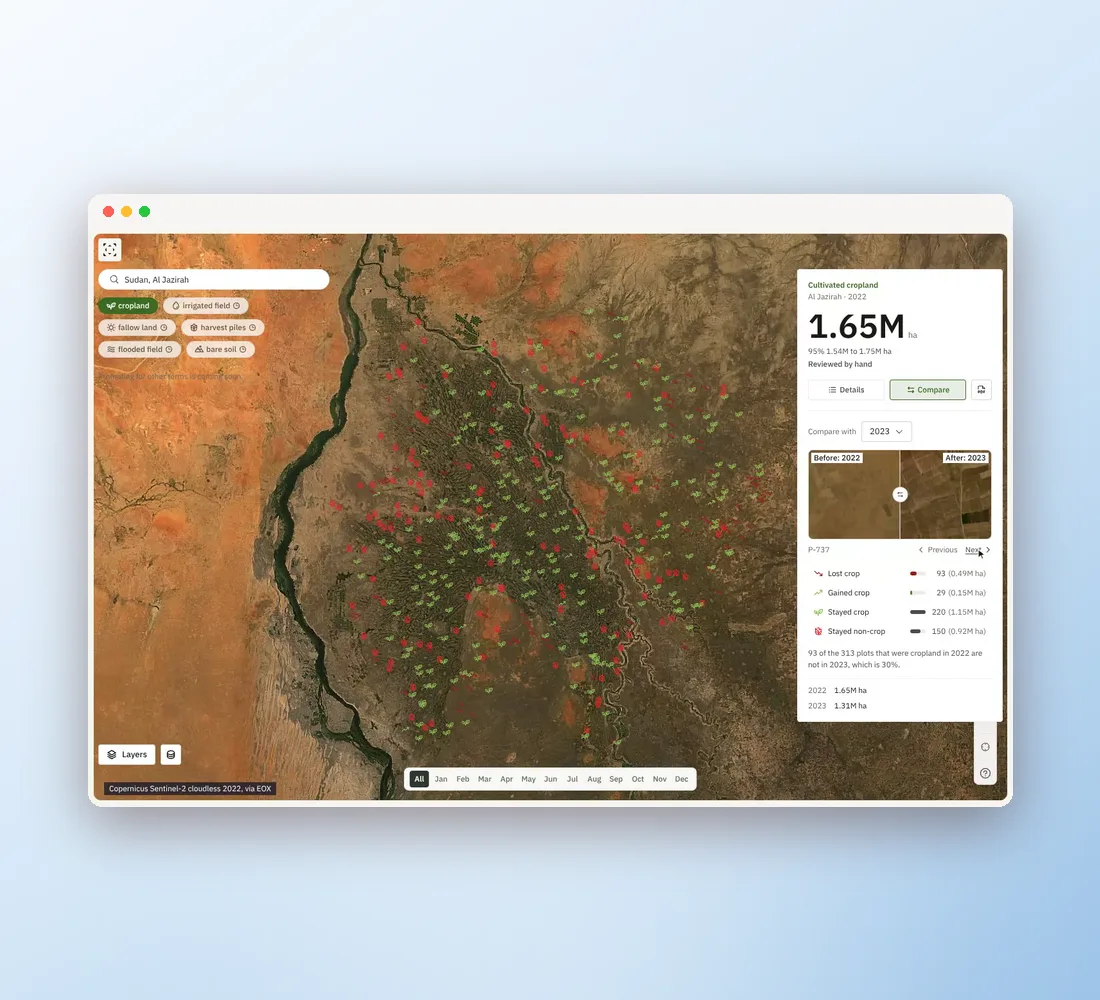 Sudan, Al Jazirah
cropland
irrigated field
fallow land
harvest piles
flooded field
bare soil
for other terms is coming soon.
Cultivated cropland
Al Jazirah · 2022
1.65M ha
95% 1.54M to 1.75M ha
Reviewed by hand
Details
Compare
Compare with 2023
Before: 2022
After: 2023
P-737
Previous
Next
Lost crop 93 (0.49M ha)
Gained crop 29 (0.15M ha)
Stayed crop 220 (1.15M ha)
Stayed non-crop 150 (0.92M ha)
93 of the 313 plots that were cropland in 2022 are
not in 2023, which is 30%.
2022 1.65M ha
2023 1.31M ha
Layers
All Jan Feb Mar Apr May Jun Jul Aug Sep Oct Nov Dec
Copernicus Sentinel-2 cloudless 2022, via EOX